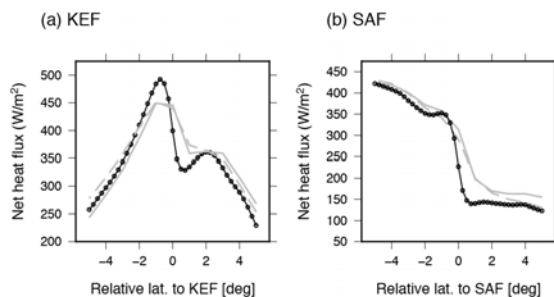 (a) KEF
(b) SAF
Net heat flux (W/m²)
500
450
400
350
300
250
200
-4 -2 0 2 4
Relative lat. to KEF [deg]
Net heat flux (W/m²)
450
400
350
300
250
200
150
100
50
-4 -2 0 2 4
Relative lat. to SAF [deg]